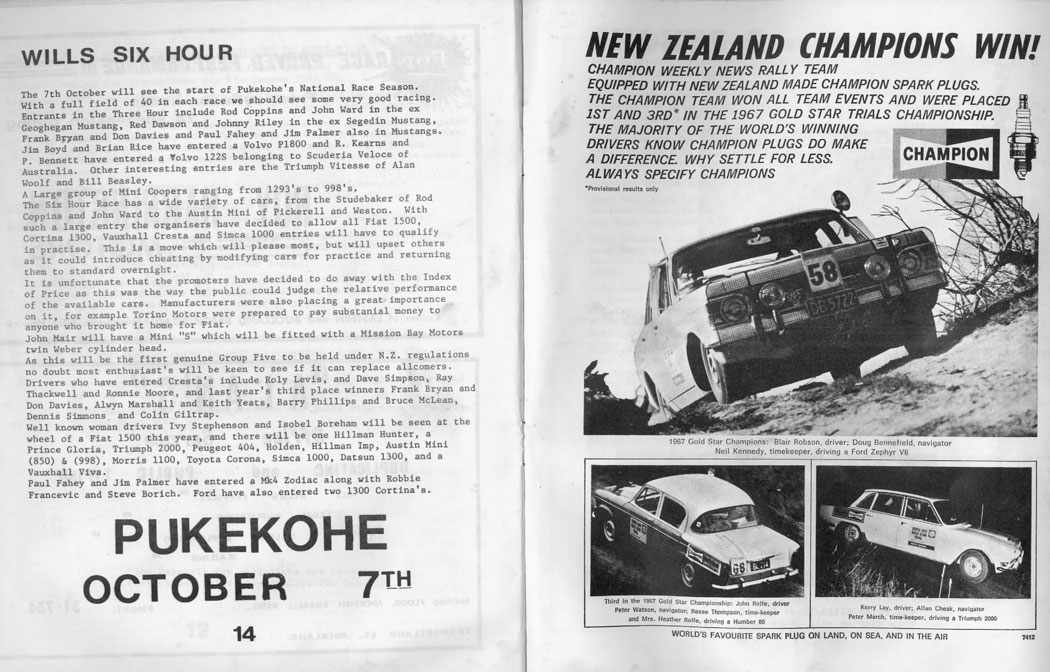 WILLS SIX HOUR
The 7th October will see the start of Pukekohe's National Race Season.
With a full field of 40 in each race we should see some very good racing.
Entrants in the Three Hour include Rod Coppins and John Ward in the ex
Geoghegan Mustang, Red Dawson and Johnny Riley in the ex Segedin Mustang,
Frank Bryan and Don Davies and Paul Fahey and Jim Palmer also in Mustangs.
Jim Boyd and Brian Rice have entered a Volvo P1800 and R. Kearns and
P. Bennett have entered a Volvo 122S belonging to Scuderia Veloce of
Australia. Other interesting entries are the Triumph Vitesse of Alan
Woolf and Bill Beasley.
A Large group of Mini Coopers ranging from 1293's to 998's.
The Six Hour Race has a wide variety of cars, from the Studebaker of Rod
Coppins and John Ward to the Austin Mini of Pickerell and Weston. With
such a large entry the organisers have decided to allow all Fiat 1500,
Cortina 1300, Vauxhall Cresta and Simca 1000 entries will have to qualify
in practise. This is a move which will please most, but will upset others
as it could introduce cheating by modifying cars for practice and returning
them to standard overnight.
It is unfortunate that the promoters have decided to do away with the Index
of Price as this was the way the public could judge the relative performance
of the available cars. Manufacturers were also placing a great importance
on it, for example Torino Motors were prepared to pay substanial money to
anyone who brought it home for Fiat.
John Mair will have a Mini "S" which will be fitted with a Mission Bay Motors
twin Weber cylinder head.
As this will be the first genuine Group Five to be held under N.Z. regulations
no doubt most enthusiast's will be keen to see if it can replace allcomers.
Drivers who have entered Cresta's include Roly Levis, and Dave Simpson, Ray
Thackwell and Ronnie Moore, and last year's third place winners Frank Bryan and
Don Davies, Alwyn Marshall and Keith Yeats, Barry Phillips and Bruce McLean,
Dennis Simmons and Colin Giltrap.
Well known woman drivers Ivy Stephenson and Isobel Boreham will be seen at the
wheel of a Fiat 1500 this year, and there will be one Hillman Hunter, a
Prince Gloria, Triumph 2000, Peugeot 404, Holden, Hillman Imp, Austin Mini
(850) & (998), Morris 1100, Toyota Corona, Simca 1000, Datsun 1300, and a
Vauxhall Viva.
Paul Fahey and Jim Palmer have entered a Mk4 Zodiac along with Robbie
Francevic and Steve Borich. Ford have also entered two 1300 Cortina's.
PUKEKOHE
OCTOBER 7TH
14
NEW ZEALAND CHAMPIONS WIN!
CHAMPION WEEKLY NEWS RALLY TEAM
EQUIPPED WITH NEW ZEALAND MADE CHAMPION SPARK PLUGS.
THE CHAMPION TEAM WON ALL TEAM EVENTS AND WERE PLACED
1ST AND 3RD* IN THE 1967 GOLD STAR TRIALS CHAMPIONSHIP.
THE MAJORITY OF THE WORLD'S WINNING
DRIVERS KNOW CHAMPION PLUGS DO MAKE
A DIFFERENCE. WHY SETTLE FOR LESS.
ALWAYS SPECIFY CHAMPIONS
*Provisional results only
CHAMPION
58
1967 Gold Star Champions: Blair Robson, driver; Doug Bennefield, navigator
Neil Kennedy, timekeeper, driving a Ford Zephyr V6
Third in the 1967 Gold Star Championship: John Rolfe, driver
Peter Watson, navigator; Reese Thompson, time-keeper
and Mrs. Heather Rolfe, driving a Humber 80
Kerry Lay, driver; Allan Cheak, navigator
Peter Merch, time-keeper, driving a Triumph 2000
WORLD'S FAVOURITE SPARK PLUG ON LAND, ON SEA, AND IN THE AIR
7412